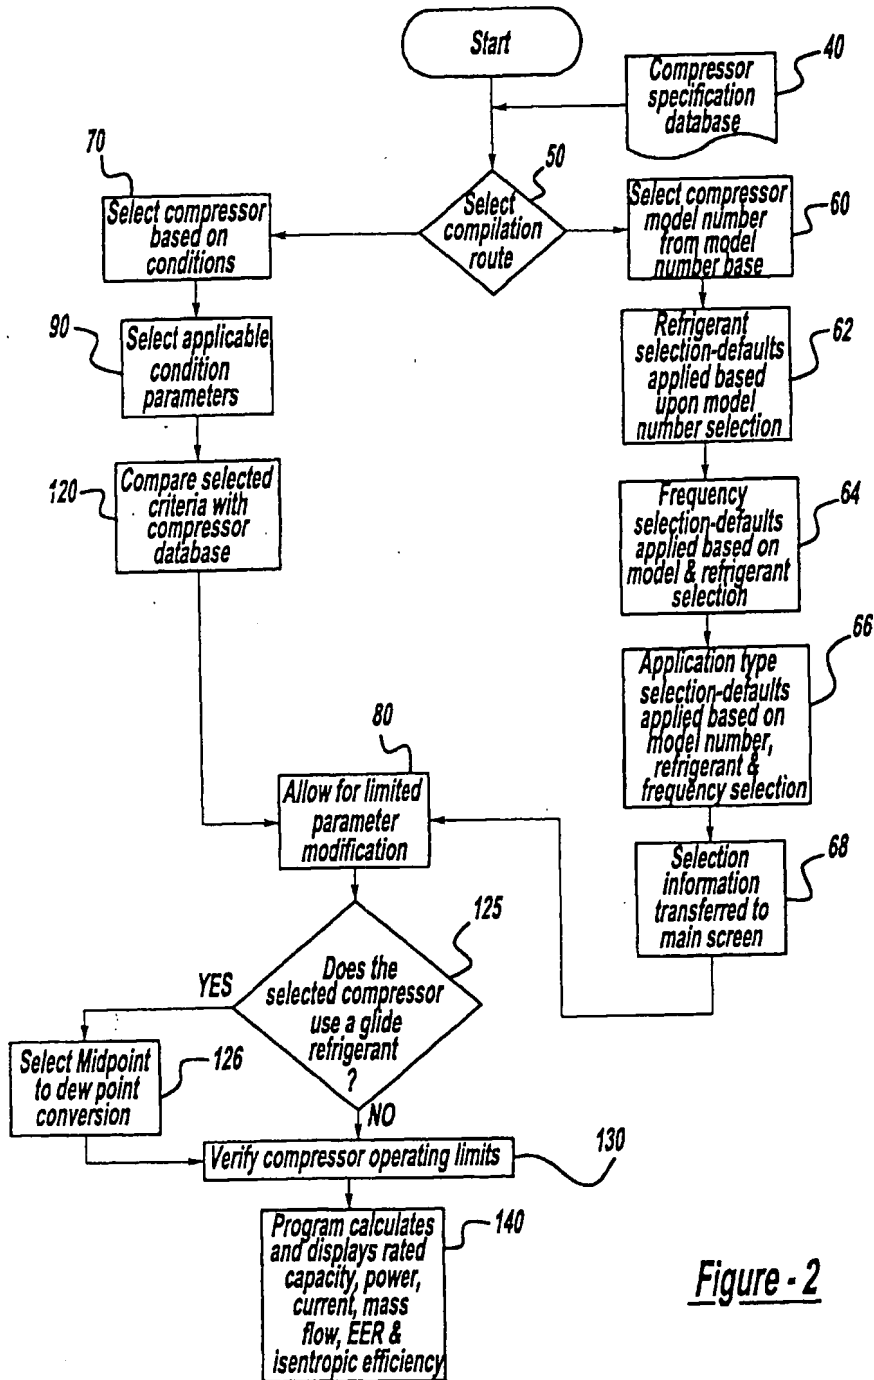 Start
Compressor
specification
database
40
50
Select
compilation
route
70
Select compressor
based on
conditions
Select compressor
model number
from model
number base
60
90
Select applicable
condition
parameters
Refrigerant
selection-defaults
applied based
upon model
number selection
62
120
Compare selected
criteria with
compressor
database
Frequency
selection-defaults
applied based on
model & refrigerant
selection
64
Application type
selection-defaults
applied based on
model number,
refrigerant &
frequency selection
66
80
Allow for limited
parameter
modification
Selection
information
transferred to
main screen
68
125
Does the
selected compressor
use a glide
refrigerant
?
YES
NO
Select Midpoint
to dew point
conversion
126
Verify compressor operating limits
130
Program calculates
and displays rated
capacity, power,
current, mass
flow, EER &
isentropic efficiency
140
Figure - 2